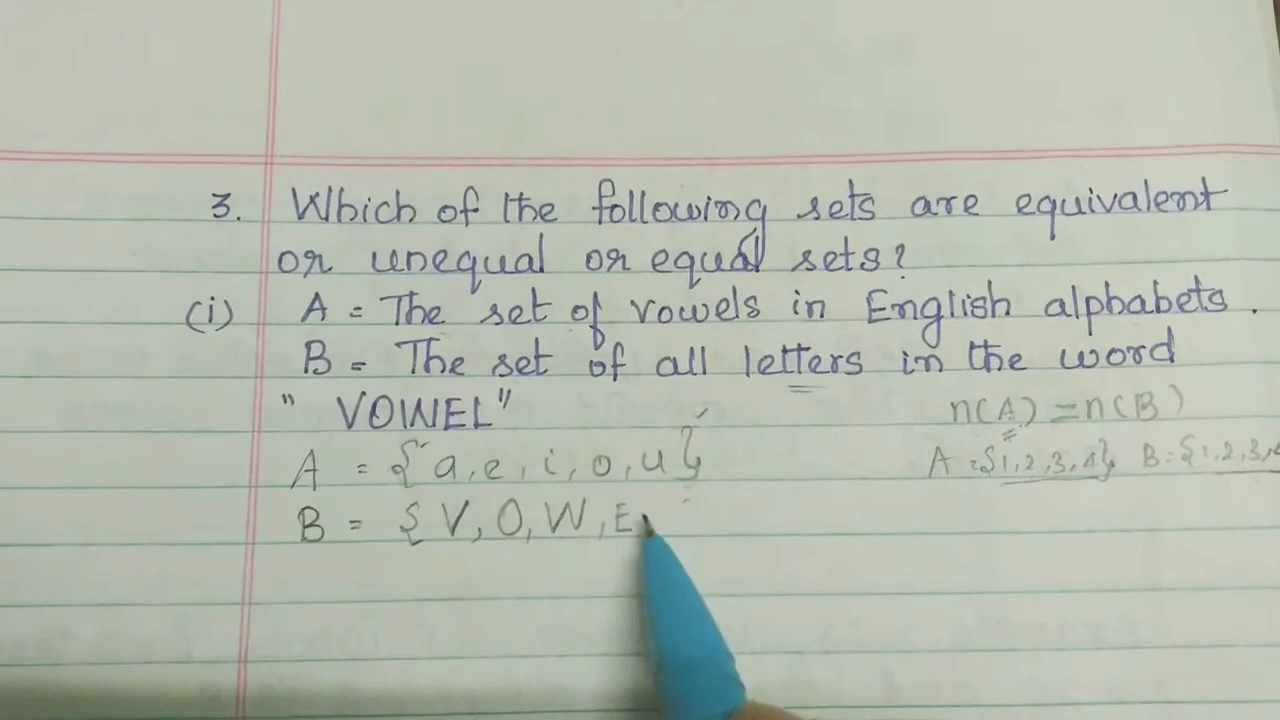 3. Which of the following sets are equivalent
or unequal or equal sets?
(i) A = The set of vowels in English alphabets.
B = The set of all letters in the word
" VOWEL"
n(A) = n(B)
A = {a, e, i, o, u}
A = {1, 2, 3, 4} B = {1, 2, 3, 4
B = { V, O, W, E,